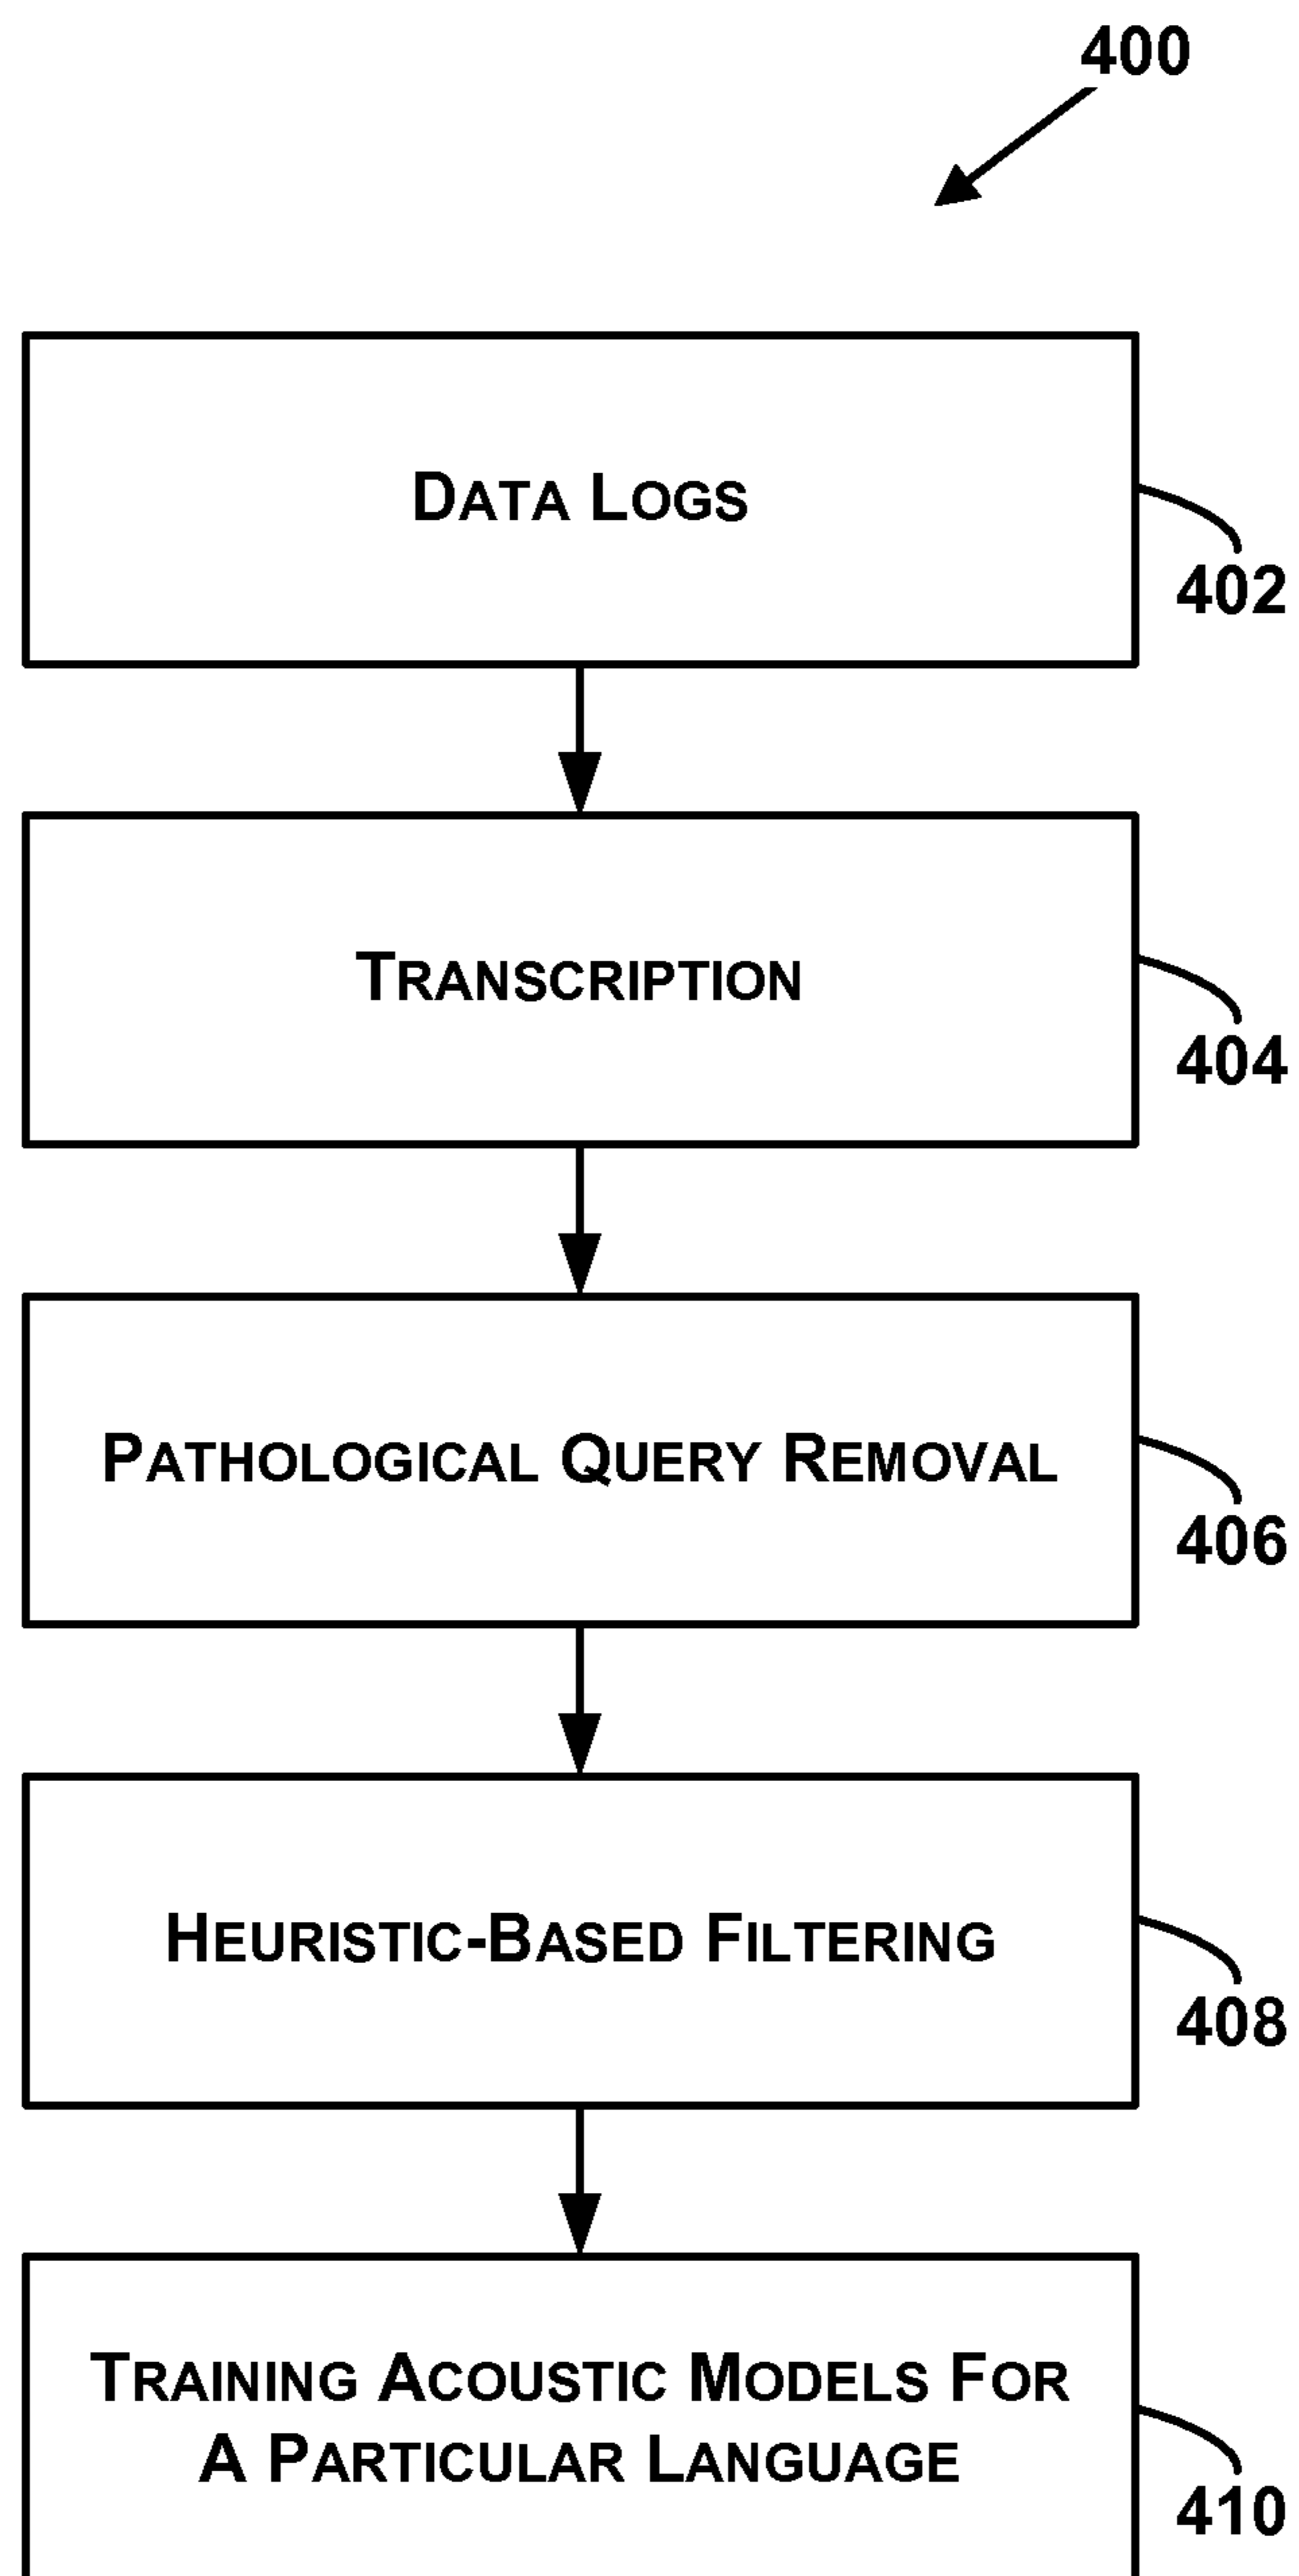 400
DATA LOGS
402
TRANSCRIPTION
404
PATHOLOGICAL QUERY REMOVAL
406
HEURISTIC-BASED FILTERING
408
TRAINING ACOUSTIC MODELS FOR
A PARTICULAR LANGUAGE
410